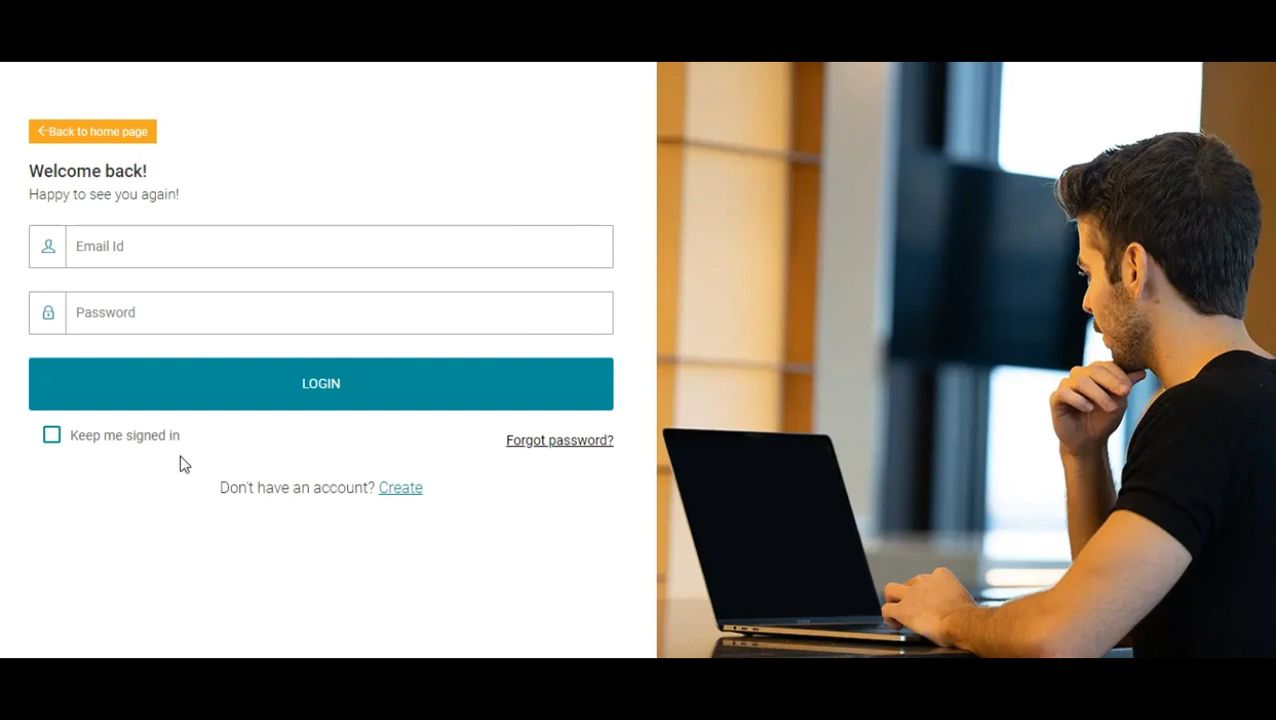 Back to home page
Welcome back!
Happy to see you again!
Email Id
Password
LOGIN
Keep me signed in
Forgot password?
Don't have an account? Create